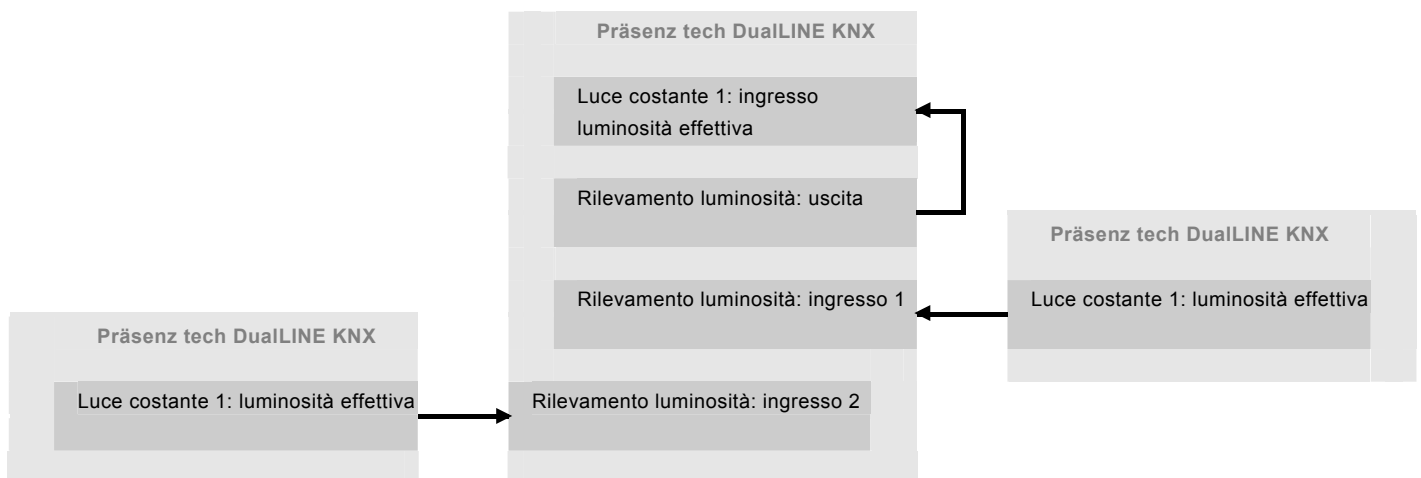 Präsenz tech DualLINE KNX
Luce costante 1: ingresso
luminosità effettiva
Rilevamento luminosità: uscita
Rilevamento luminosità: ingresso 1
Rilevamento luminosità: ingresso 2
Präsenz tech DualLINE KNX
Luce costante 1: luminosità effettiva
Präsenz tech DualLINE KNX
Luce costante 1: luminosità effettiva